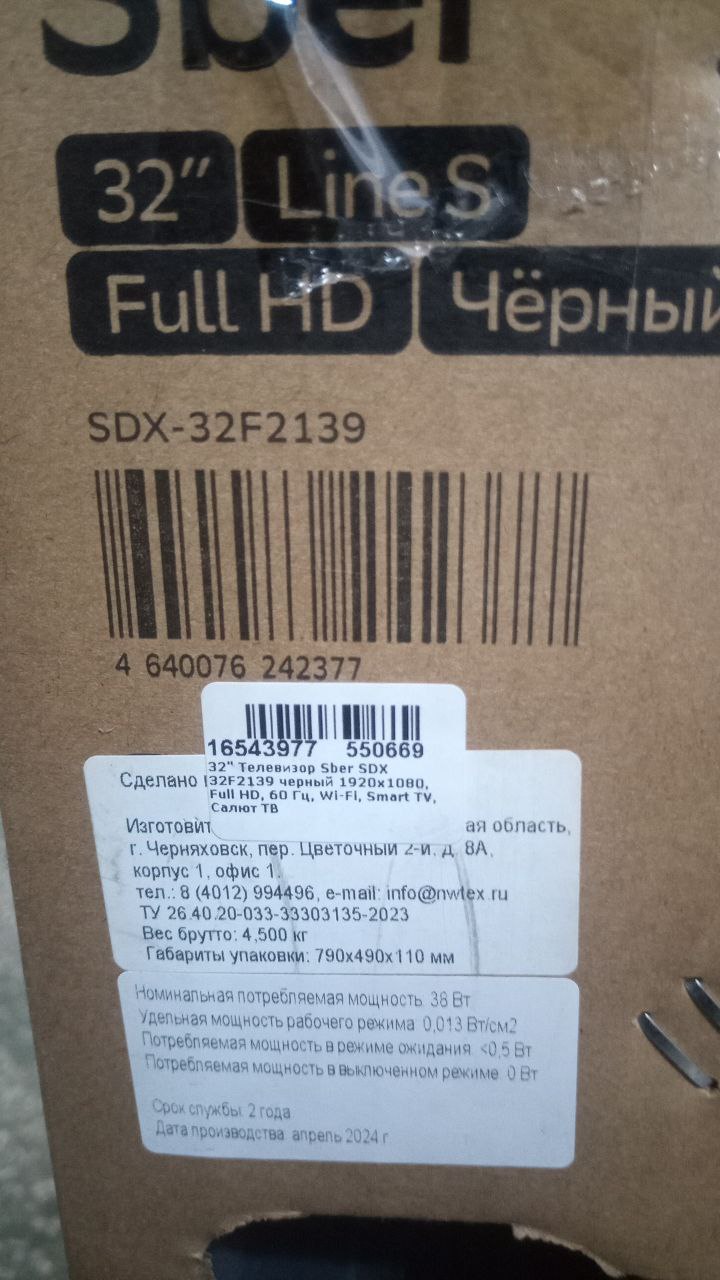 Sber
32” Line S
Full HD Чёрный
SDX-32F2139
4 640076 242377
16543977 550669
32" Телевизор Sber SDX
32F2139 черный 1920x1080,
Full HD, 60 Гц, Wi-Fi, Smart TV,
Салют ТВ
Сделано
Изготовит ая область,
г. Черняховск, пер. Цветочный 2-й, д. 8А,
корпус 1, офис 1.
тел.: 8 (4012) 994496, e-mail: info@nwtex.ru
ТУ 26.40.20-033-33303135-2023
Вес брутто: 4,500 кг
Габариты упаковки: 790x490x110 мм
Номинальная потребляемая мощность: 38 Вт
Удельная мощность рабочего режима: 0,013 Вт/см2
Потребляемая мощность в режиме ожидания: <0,5 Вт
Потребляемая мощность в выключенном режиме: 0 Вт
Срок службы: 2 года
Дата производства: апрель 2024 г.